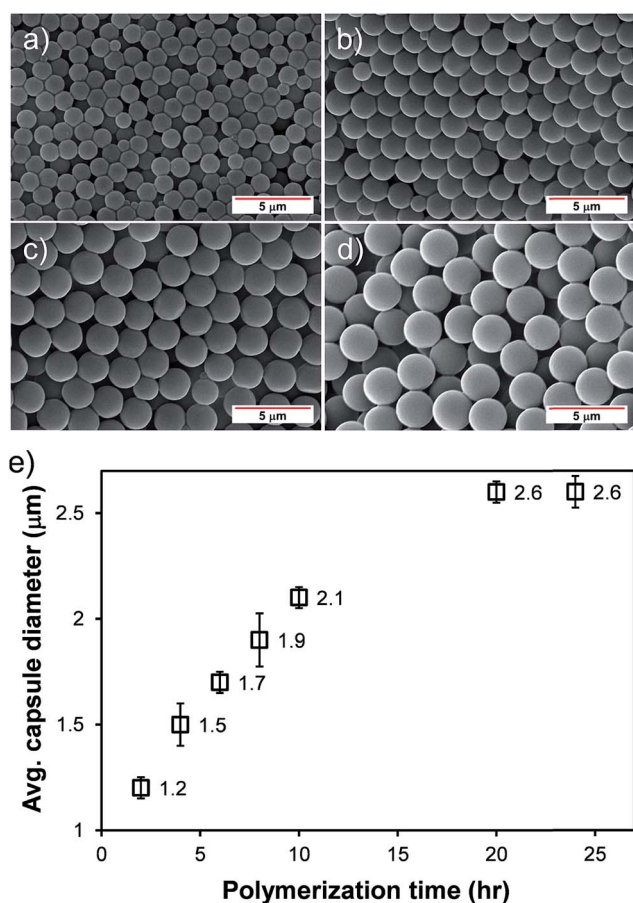 a)
b)
5 μm
5 μm
c)
d)
5 μm
5 μm
e)
Avg. capsule diameter (μm)
2.5
2
1.5
1
2.6
2.6
2.1
1.9
1.7
1.5
1.2
0
5
10
15
20
25
Polymerization time (hr)